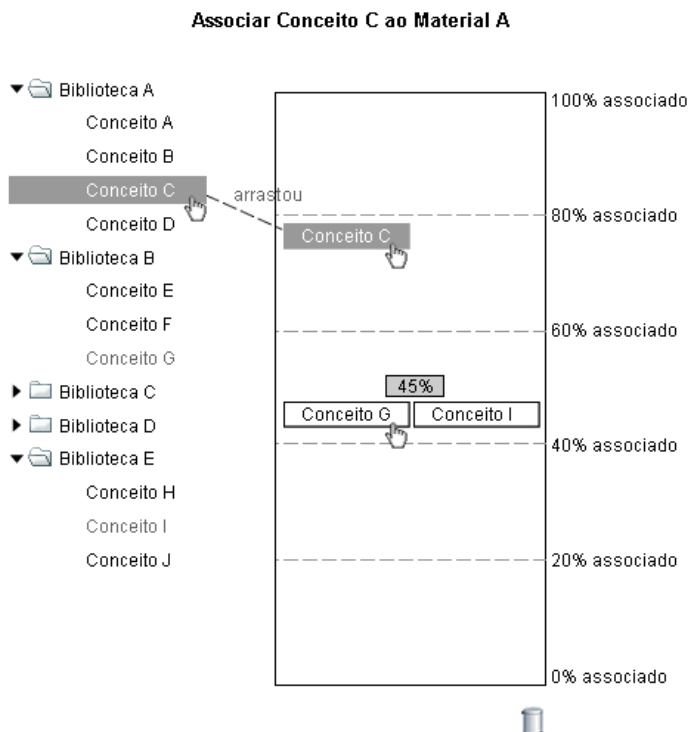 Associar Conceito C ao Material A
Biblioteca A
Conceito A
Conceito B
Conceito C
Conceito D
Biblioteca B
Conceito E
Conceito F
Conceito G
Biblioteca C
Biblioteca D
Biblioteca E
Conceito H
Conceito I
Conceito J
arrastou
100% associado
80% associado
Conceito C
60% associado
45%
Conceito G Conceito I
40% associado
20% associado
0% associado